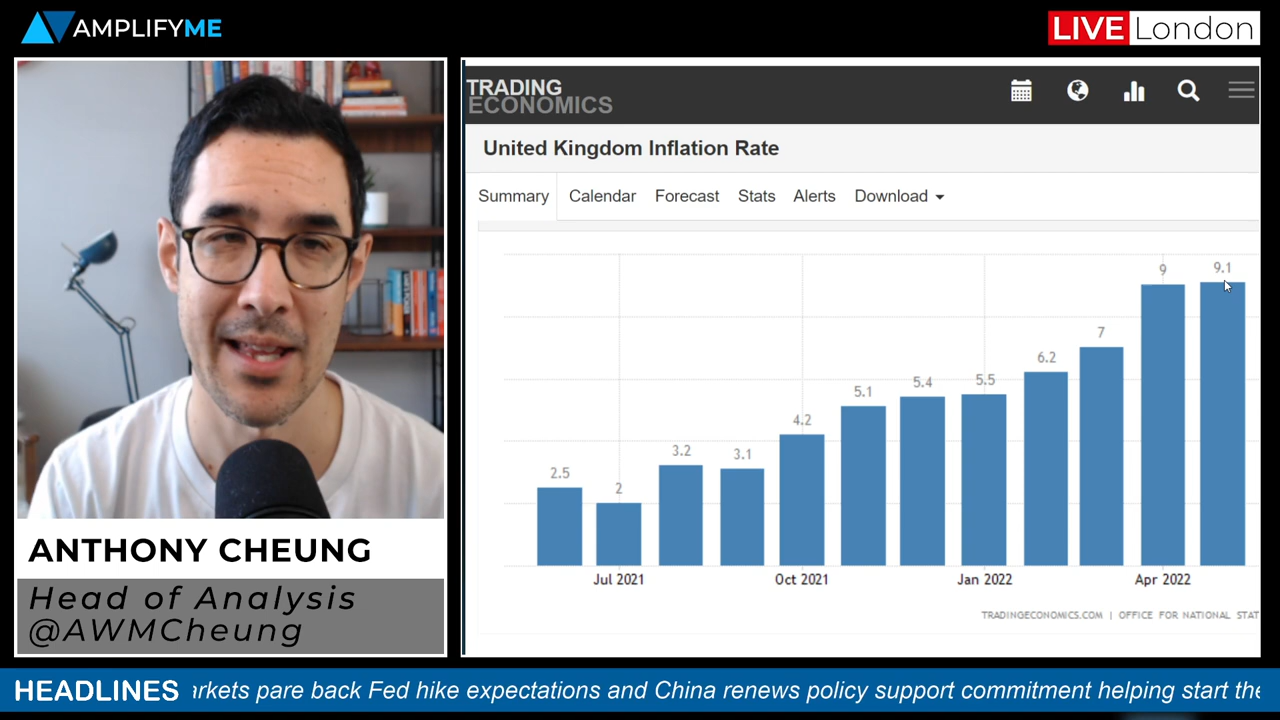 AMPLIFYME
LIVE London
ANTHONY CHEUNG
Head of Analysis
@AWMCheung
TRADING
ECONOMICS
United Kingdom Inflation Rate
Summary Calendar Forecast Stats Alerts Download
2.5 2 3.2 3.1 4.2 5.1 5.4 5.5 6.2 7 9 9.1
Jul 2021 Oct 2021 Jan 2022 Apr 2022
TRADINGECONOMICS.COM | OFFICE FOR NATIONAL STAT
HEADLINES arkets pare back Fed hike expectations and China renews policy support commitment helping start the